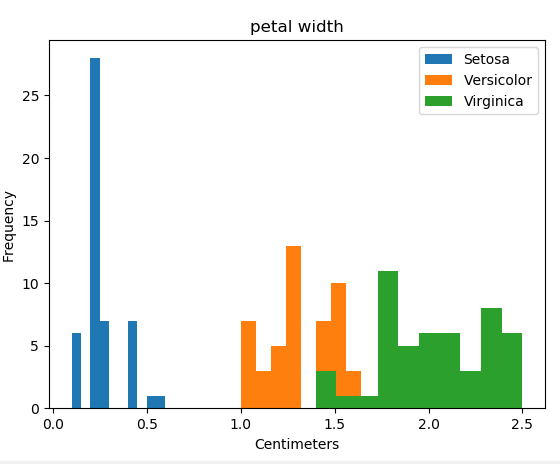 petal width
Setosa
Versicolor
Virginica
25
20
15
10
5
0
Frequency
0.0 0.5 1.0 1.5 2.0 2.5
Centimeters